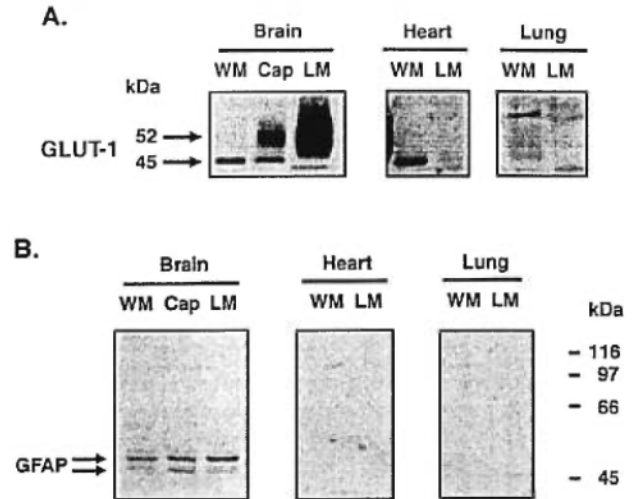 A.
Brain Heart Lung
WM Cap LM WM LM WM LM
kDa
52
GLUT-1
45
B.
Brain Heart Lung
WM Cap LM WM LM WM LM
kDa
116
97
66
GFAP
45